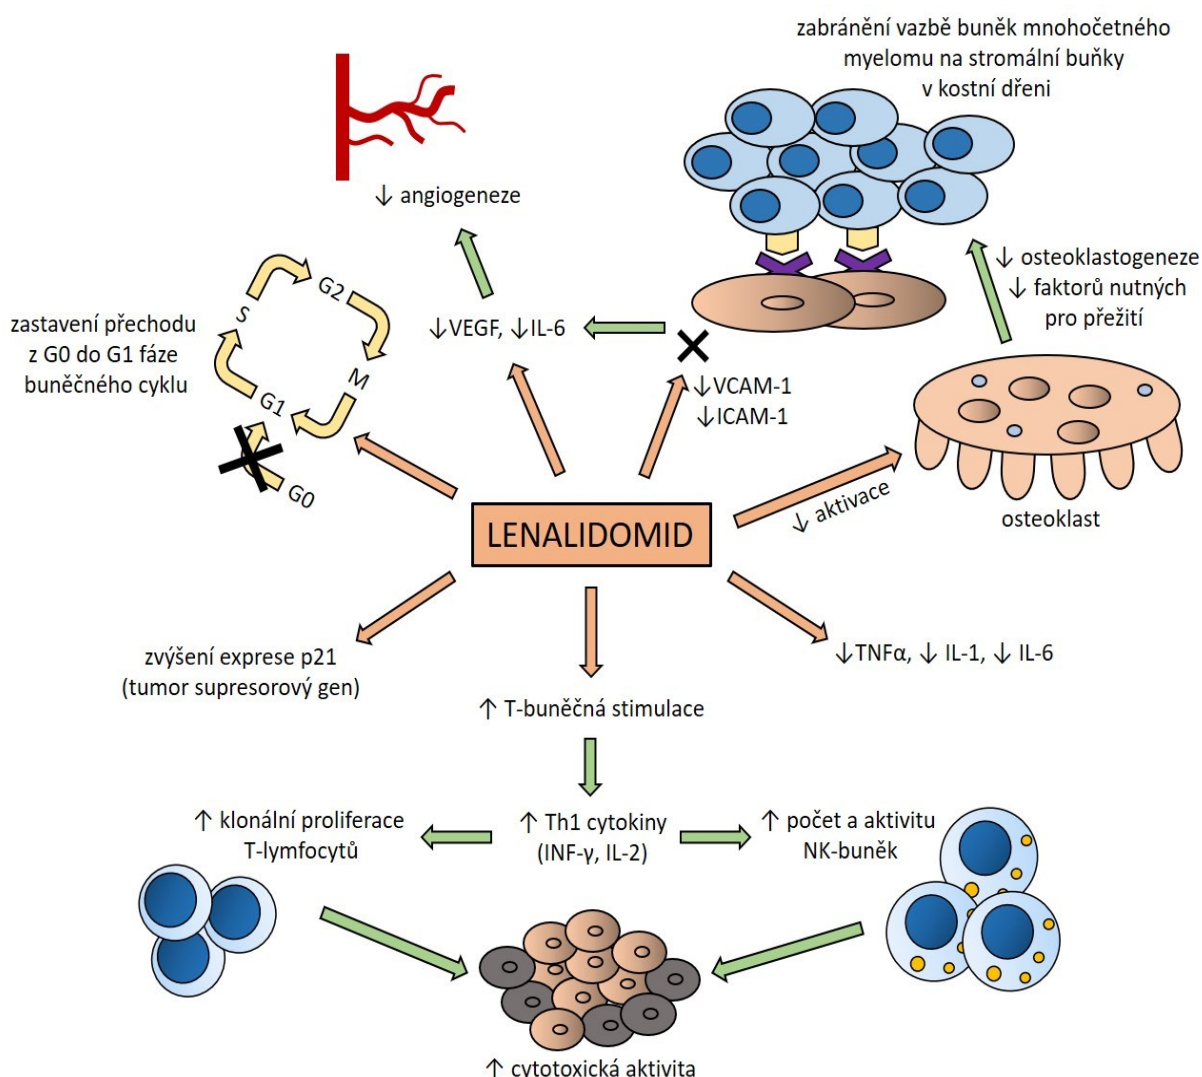 zabránění vazbě buněk mnohočetného
myelomu na stromální buňky
v kostní dřeni
↓ angiogeneze
↓ osteoklastogeneze
↓ faktorů nutných
pro přežití
zastavení přechodu
z G0 do G1 fáze
buněčného cyklu
S
G2
M
G1
G0
↓VEGF, ↓IL-6
↓VCAM-1
↓ICAM-1
↓ aktivace
osteoklast
LENALIDOMID
zvýšení exprese p21
(tumor supresorový gen)
↑ T-buněčná stimulace
↓TNFα, ↓ IL-1, ↓ IL-6
↑ klonální proliferace
T-lymfocytů
↑ Th1 cytokiny
(INF-γ, IL-2)
↑ počet a aktivitu
NK-buněk
↑ cytotoxická aktivita